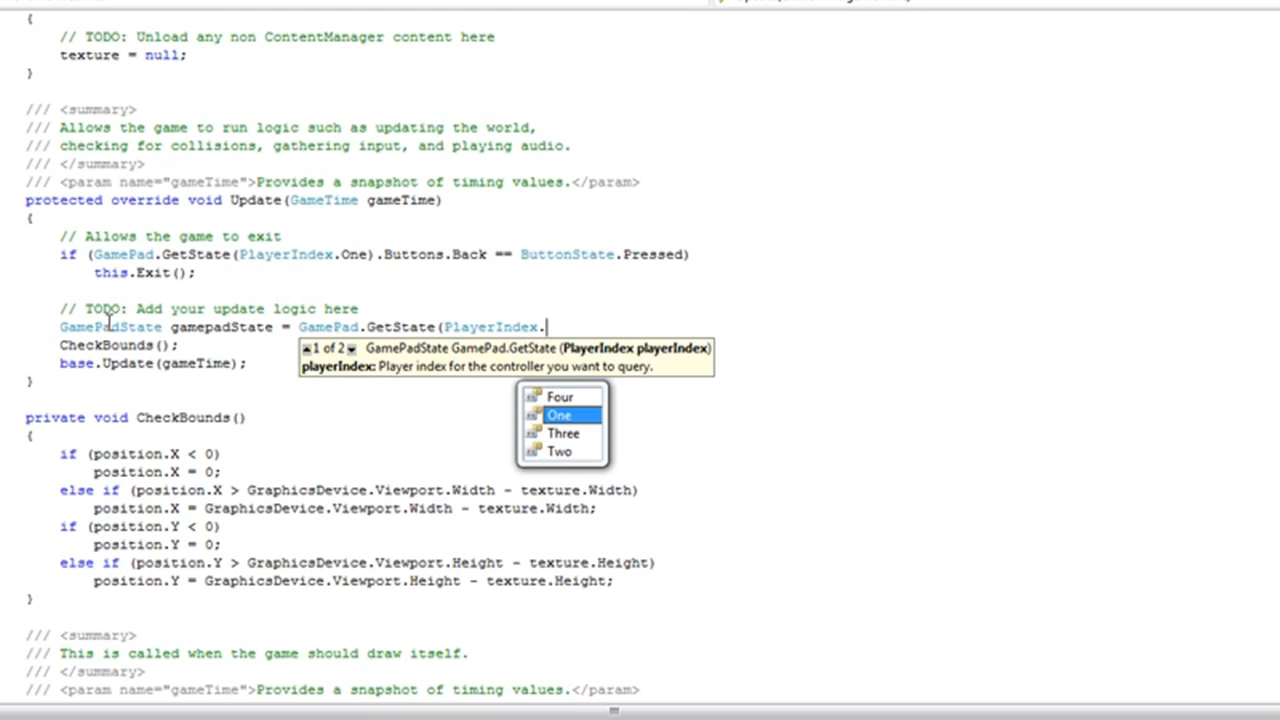 {
// TODO: Unload any non ContentManager content here
texture = null;
}
/// <summary>
/// Allows the game to run logic such as updating the world,
/// checking for collisions, gathering input, and playing audio.
/// </summary>
/// <param name="gameTime">Provides a snapshot of timing values.</param>
protected override void Update(GameTime gameTime)
{
// Allows the game to exit
if (GamePad.GetState(PlayerIndex.One).Buttons.Back == ButtonState.Pressed)
this.Exit();
// TODO: Add your update logic here
GamePadState gamepadState = GamePad.GetState(PlayerIndex.
CheckBounds();
1 of 2 GamePadState GamePad.GetState (PlayerIndex playerIndex)
base.Update(gameTime);
playerIndex: Player index for the controller you want to query.
}
Four
One
Three
Two
private void CheckBounds()
{
if (position.X < 0)
position.X = 0;
else if (position.X > GraphicsDevice.Viewport.Width - texture.Width)
position.X = GraphicsDevice.Viewport.Width - texture.Width;
if (position.Y < 0)
position.Y = 0;
else if (position.Y > GraphicsDevice.Viewport.Height - texture.Height)
position.Y = GraphicsDevice.Viewport.Height - texture.Height;
}
/// <summary>
/// This is called when the game should draw itself.
/// </summary>
/// <param name="gameTime">Provides a snapshot of timing values.</param>